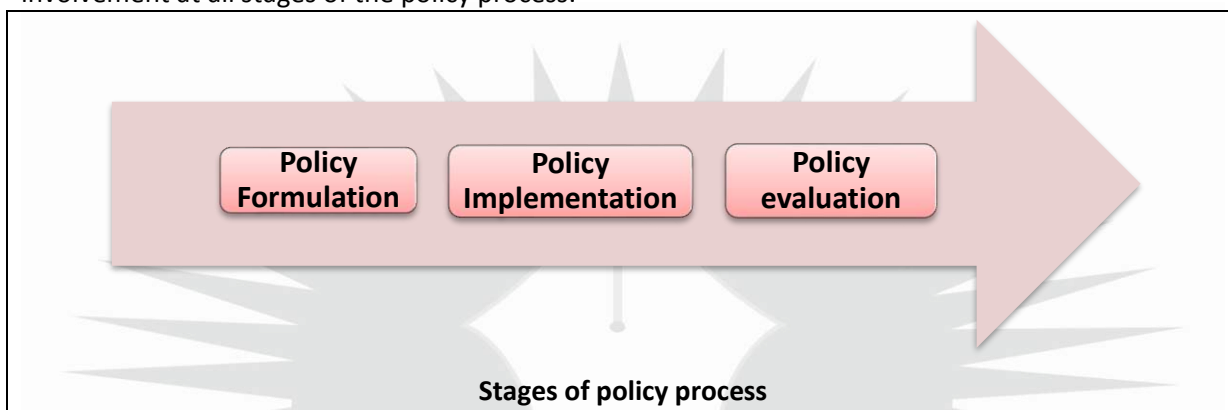 involvement at all stages of the policy process.
Policy
Formulation
Policy
Implementation
Policy
evaluation
Stages of policy process